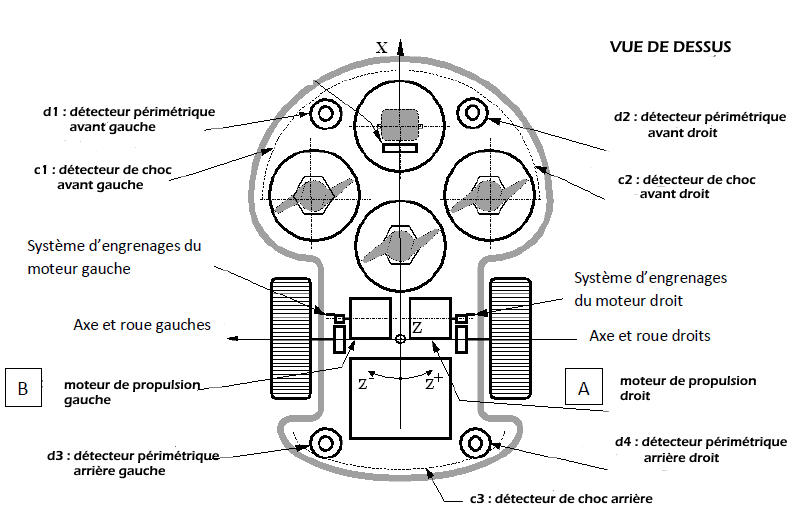 VUE DE DESSUS
X
d1 : détecteur périmétrique
avant gauche
d2 : détecteur périmétrique
avant droit
c1 : détecteur de choc
avant gauche
c2 : détecteur de choc
avant droit
Système d'engrenages du
moteur gauche
Système d'engrenages
du moteur droit
Axe et roue gauches
Z
Axe et roue droits
B
moteur de propulsion
gauche
Z-
Z+
A
moteur de propulsion
droit
d3 : détecteur périmétrique
arrière gauche
d4 : détecteur périmétrique
arrière droit
c3 : détecteur de choc arrière